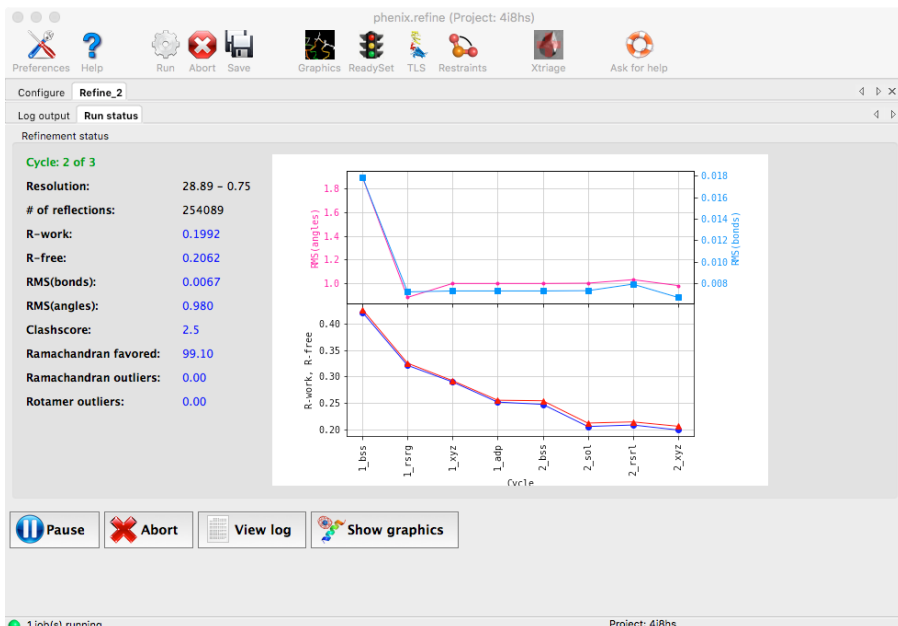 phenix.refine (Project: 4i8hs)
Preferences Help Run Abort Save Graphics ReadySet TLS Restraints Xtriage Ask for help
Configure Refine_2
Log output Run status
Refinement status
Cycle: 2 of 3
Resolution: 28.89 - 0.75
# of reflections: 254089
R-work: 0.1992
R-free: 0.2062
RMS(bonds): 0.0067
RMS(angles): 0.980
Clashscore: 2.5
Ramachandran favored: 99.10
Ramachandran outliers: 0.00
Rotamer outliers: 0.00
RMS(angles)
1.8
1.6
1.4
1.2
1.0
0.018
0.016
0.014
0.012
0.010
0.008
RMS(bonds)
R-work, R-free
0.40
0.35
0.30
0.25
0.20
1_bss 1_rsrg 1_xyz 1_adp 2_bss 2_sol 2_rsrl 2_xyz
Cycle
Pause Abort View log Show graphics
1 job(s) running Project: 4i8hs